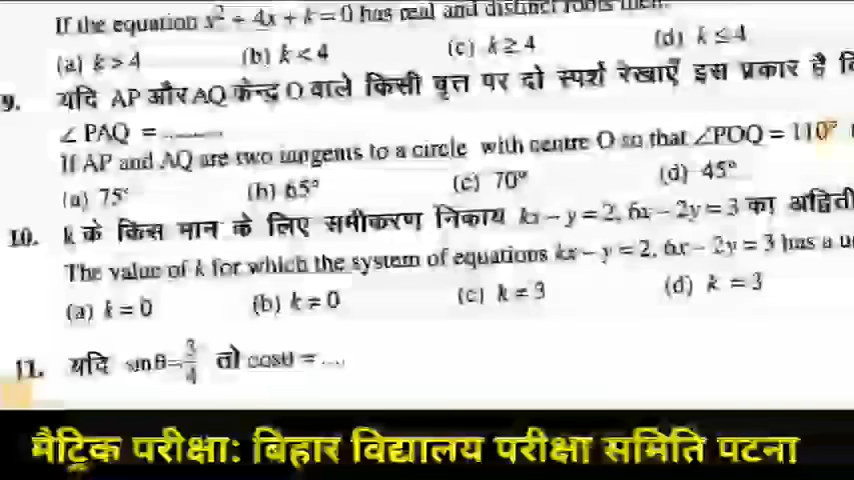 If the equation x² + 4x + k = 0 has real and distinct roots then
(a) k > 4 (b) k < 4 (c) k ≥ 4 (d) k ≤ 4
9. यदि AP और AQ केन्द्र O वाले किसी वृत्त पर दो स्पर्श रेखाएँ इस प्रकार है
∠ PAQ = ........
If AP and AQ are two tangents to a circle with centre O so that ∠POQ = 110°
(a) 75° (b) 65° (c) 70° (d) 45°
10. k के किस मान के लिए समीकरण निकाय kx – y = 2, 6x – 2y = 3 का
The value of k for which the system of equations kx – y = 2, 6x – 2y = 3 has a
(a) k = 0 (b) k ≠ 0 (c) k ≠ 3 (d) k = 3
11. यदि sinθ = 3/4 तो cosθ = ....
मैट्रिक परीक्षा: बिहार विद्यालय परीक्षा समिति पटना